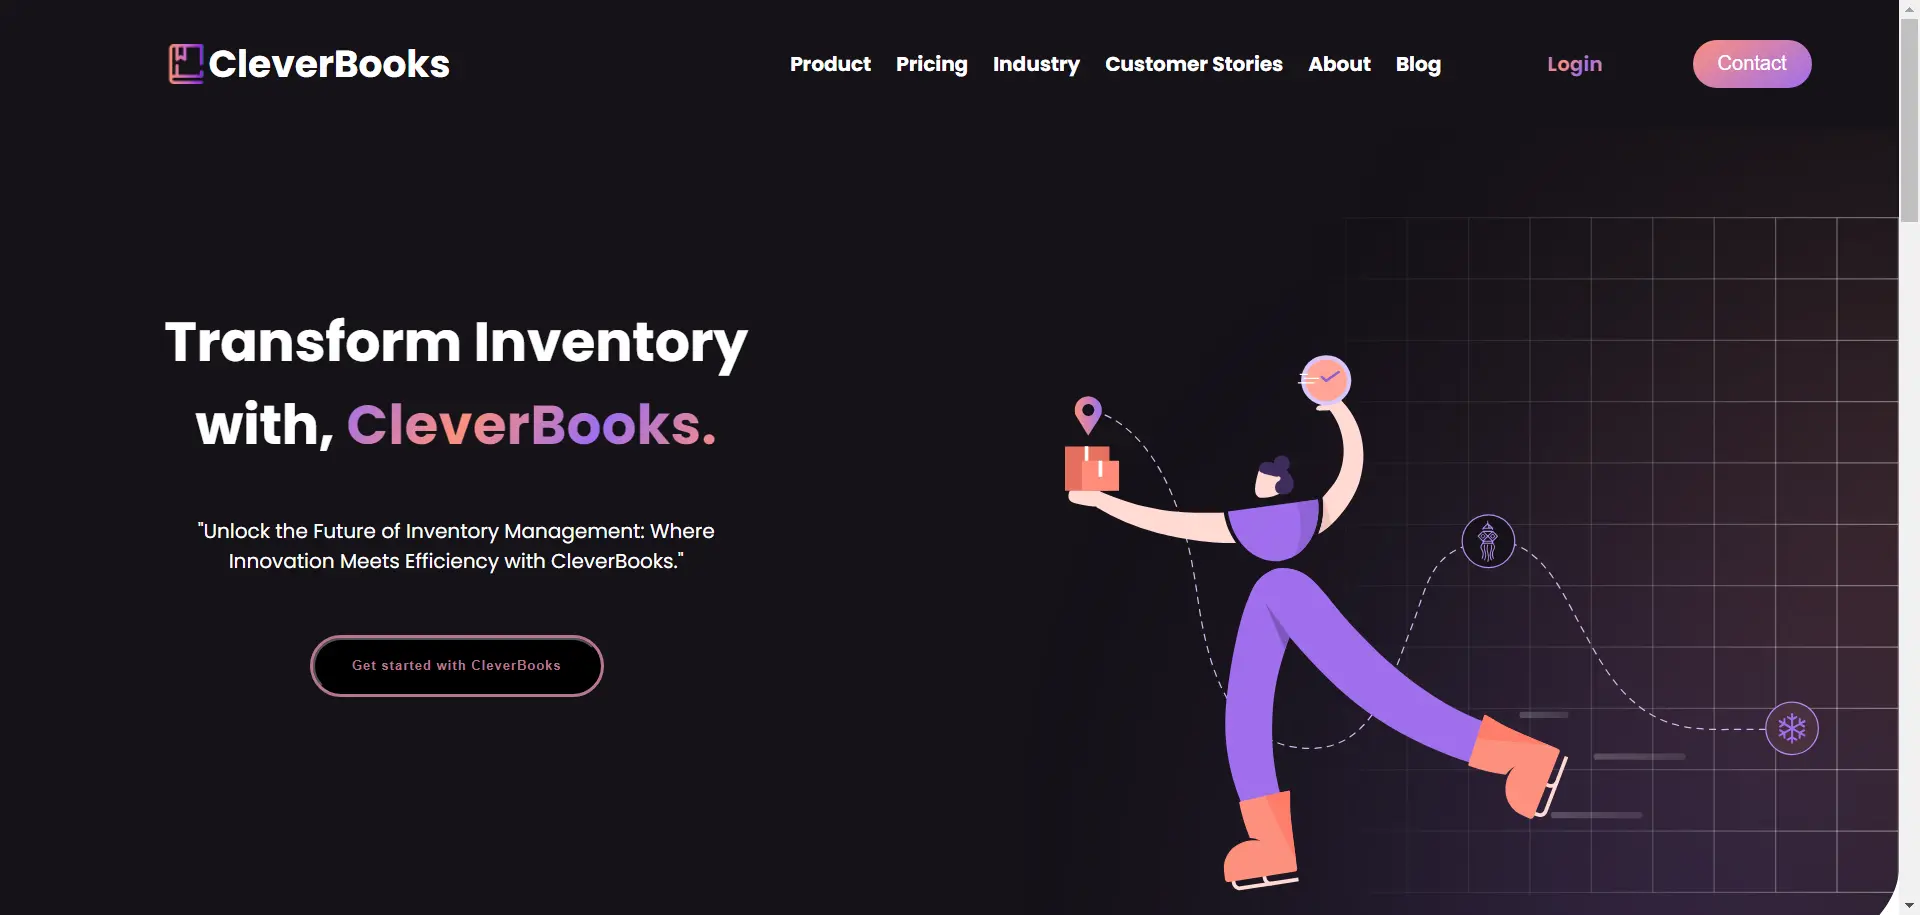 CleverBooks
Product Pricing Industry Customer Stories About Blog Login Contact
Transform Inventory
with, CleverBooks.
"Unlock the Future of Inventory Management: Where
Innovation Meets Efficiency with CleverBooks."
Get started with CleverBooks